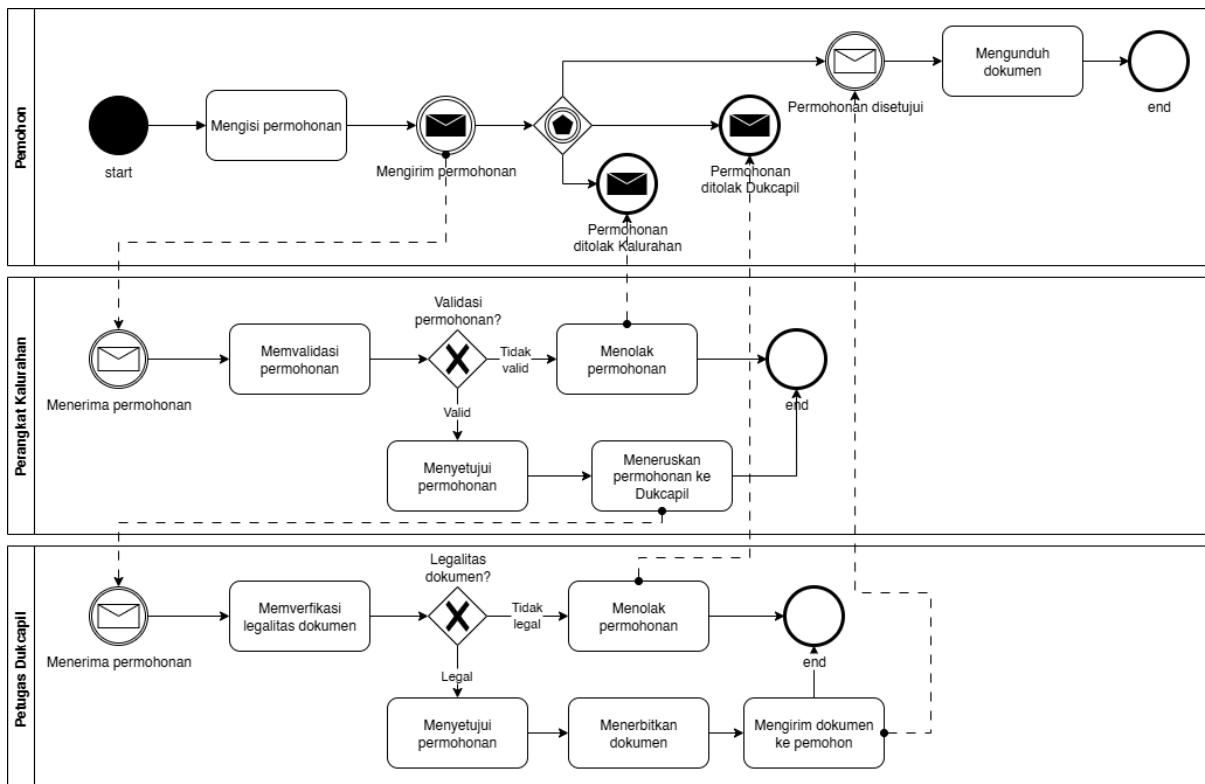 Pemohon
start
Mengisi permohonan
Mengirim permohonan
Permohonan
ditolak Kalurahan
Permohonan
ditolak Dukcapil
Permohonan disetujui
Mengunduh
dokumen
end
Perangkat Kalurahan
Menerima permohonan
Memvalidasi
permohonan
Validasi
permohonan?
Tidak
valid
Menolak
permohonan
end
Valid
Menyetujui
permohonan
Meneruskan
permohonan ke
Dukcapil
Petugas Dukcapil
Menerima permohonan
Memverfikasi
legalitas dokumen
Legalitas
dokumen?
Tidak
legal
Menolak
permohonan
end
Legal
Menyetujui
permohonan
Menerbitkan
dokumen
Mengirim dokumen
ke pemohon